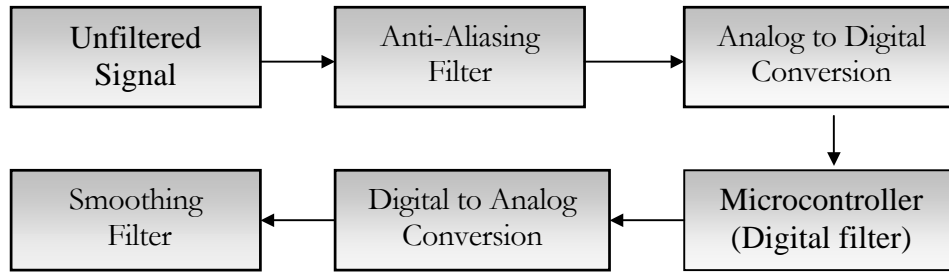 Unfiltered
Signal
Anti-Aliasing
Filter
Analog to Digital
Conversion
Microcontroller
(Digital filter)
Digital to Analog
Conversion
Smoothing
Filter